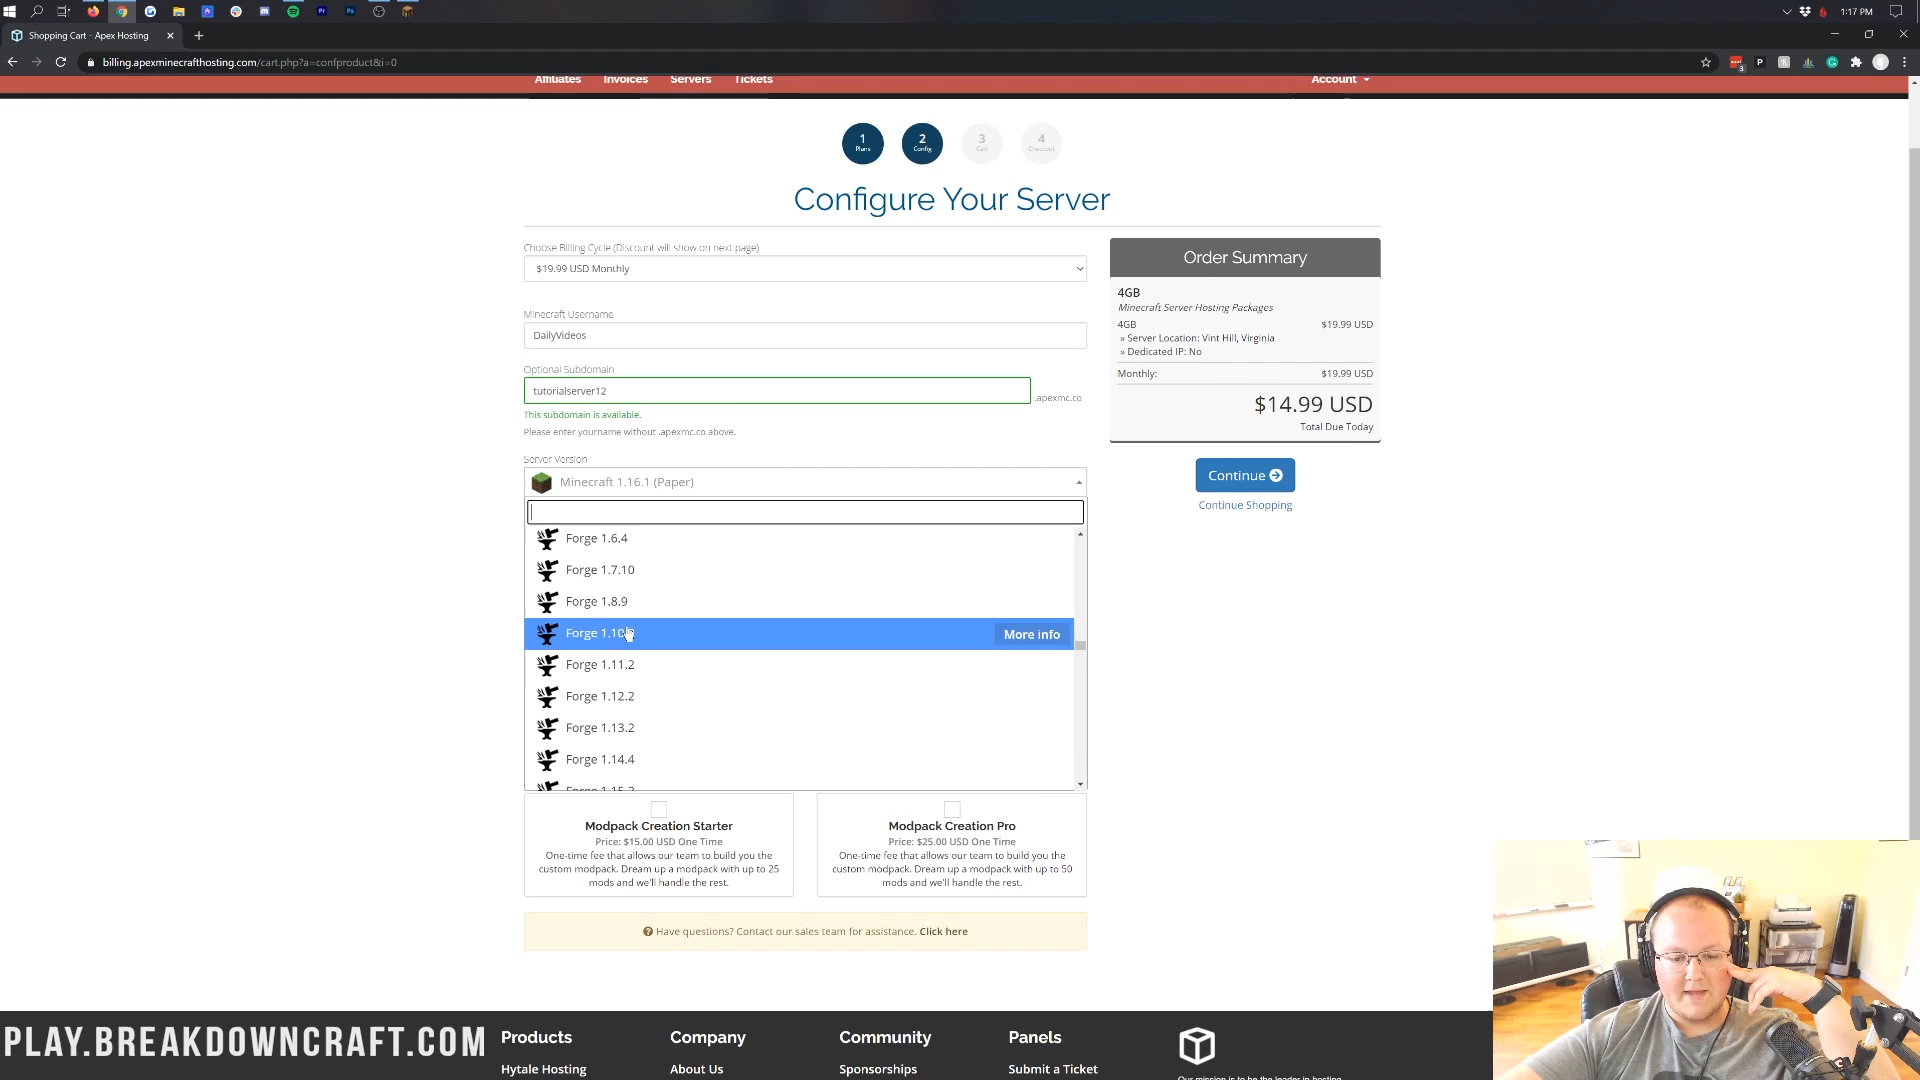 1:17 PM
Shopping Cart - Apex Hosting
billing.apexminecrafthosting.com/cart.php?a=confproduct&i=0
Affiliates Invoices Servers Tickets Account
1 Plans
2 Config
3 Cart
4 Checkout
Configure Your Server
Choose Billing Cycle (Discount will show on next page)
$19.99 USD Monthly
Minecraft Username
DailyVideos
Optional Subdomain
tutorialserver12
.apexmc.co
This subdomain is available.
Please enter yourname without .apexmc.co above.
Server Version
Minecraft 1.16.1 (Paper)
Forge 1.6.4
Forge 1.7.10
Forge 1.8.9
Forge 1.10
More info
Forge 1.11.2
Forge 1.12.2
Forge 1.13.2
Forge 1.14.4
Modpack Creation Starter
Price: $15.00 USD One Time
One-time fee that allows our team to build you the
custom modpack. Dream up a modpack with up to 25
mods and we'll handle the rest.
Modpack Creation Pro
Price: $25.00 USD One Time
One-time fee that allows our team to build you the
custom modpack. Dream up a modpack with up to 50
mods and we'll handle the rest.
Have questions? Contact our sales team for assistance. Click here
Order Summary
4GB
Minecraft Server Hosting Packages
4GB $19.99 USD
» Server Location: Vint Hill, Virginia
» Dedicated IP: No
Monthly: $19.99 USD
$14.99 USD
Total Due Today
Continue
Continue Shopping
PLAY.BREAKDOWNCRAFT.COM
Products Company Community Panels
Hytale Hosting About Us Sponsorships Submit a Ticket